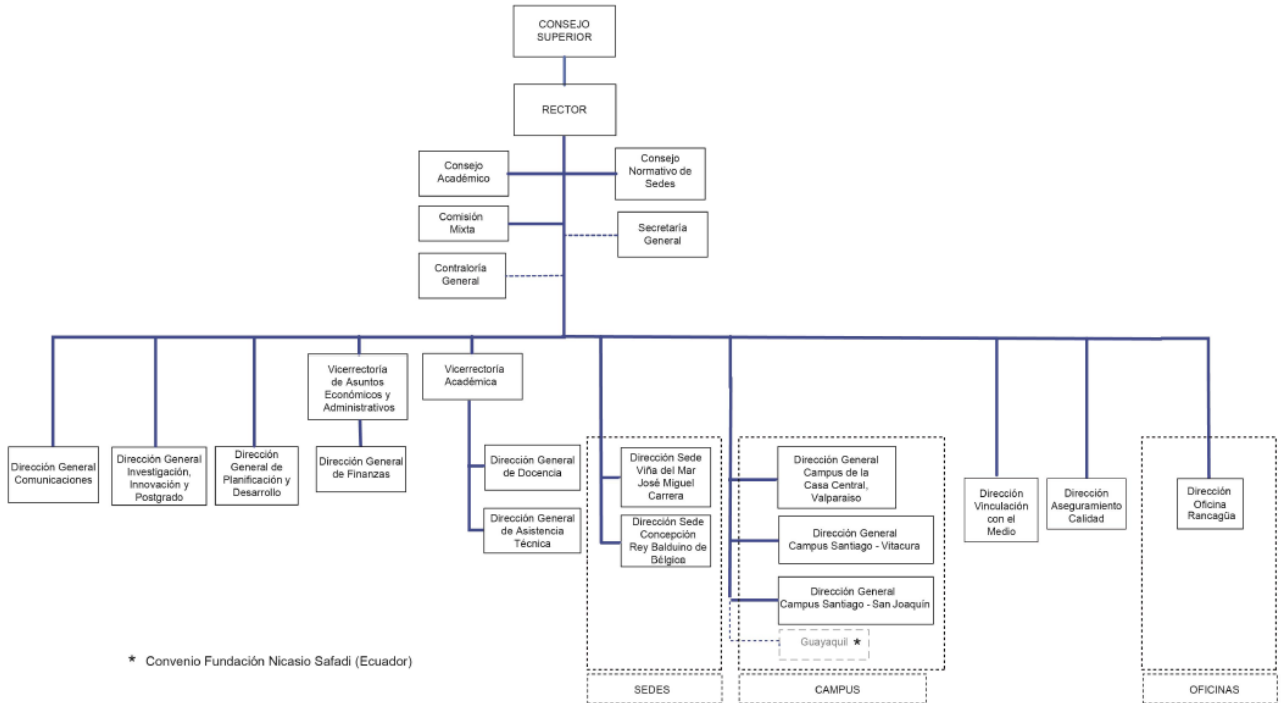 CONSEJO
SUPERIOR
RECTOR
Consejo
Académico
Consejo
Normativo de
Sedes
Comisión
Mixta
Secretaría
General
Contraloría
General
Vicerrectoría
de Asuntos
Económicos y
Administrativos
Vicerrectoría
Académica
Dirección General
Comunicaciones
Dirección General
Investigación,
Innovación y
Postgrado
Dirección
General de
Planificación y
Desarrollo
Dirección General
de Finanzas
Dirección General
de Docencia
Dirección General
de Asistencia
Técnica
Dirección Sede
Viña del Mar
José Miguel
Carrera
Dirección Sede
Concepción
Rey Balduino de
Bélgica
Dirección General
Campus de la
Casa Central,
Valparaiso
Dirección General
Campus Santiago - Vitacura
Dirección General
Campus Santiago - San Joaquín
Guayaquil *
Dirección
Vinculación
con el
Medio
Dirección
Aseguramiento
Calidad
Dirección
Oficina
Rancagüa
* Convenio Fundación Nicasio Safadi (Ecuador)
SEDES
CAMPUS
OFICINAS